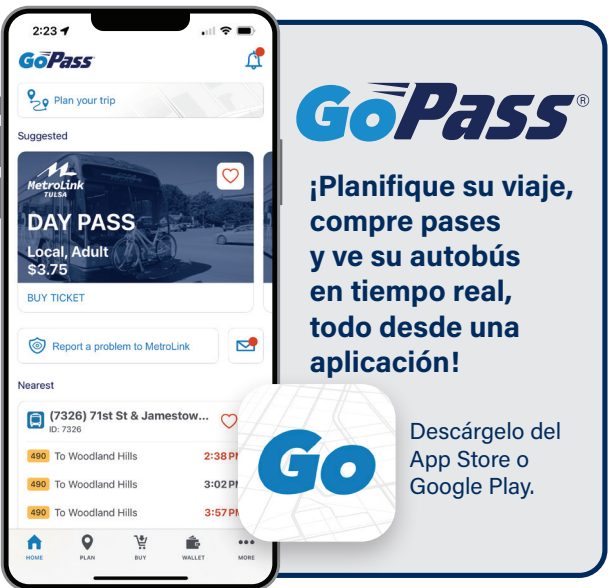 2:23
GoPass
Plan your trip
Suggested
MetroLink
TULSA
DAY PASS
Local, Adult
$3.75
BUY TICKET
Report a problem to MetroLink
Nearest
(7326) 71st St & Jamestow...
ID: 7326
490 To Woodland Hills 2:38 PM
490 To Woodland Hills 3:02 PM
490 To Woodland Hills 3:57 PM
HOME PLAN BUY WALLET MORE
GoPass®
¡Planifique su viaje,
compre pases
y ve su autobús
en tiempo real,
todo desde una
aplicación!
Go
Descárgelo del
App Store o
Google Play.